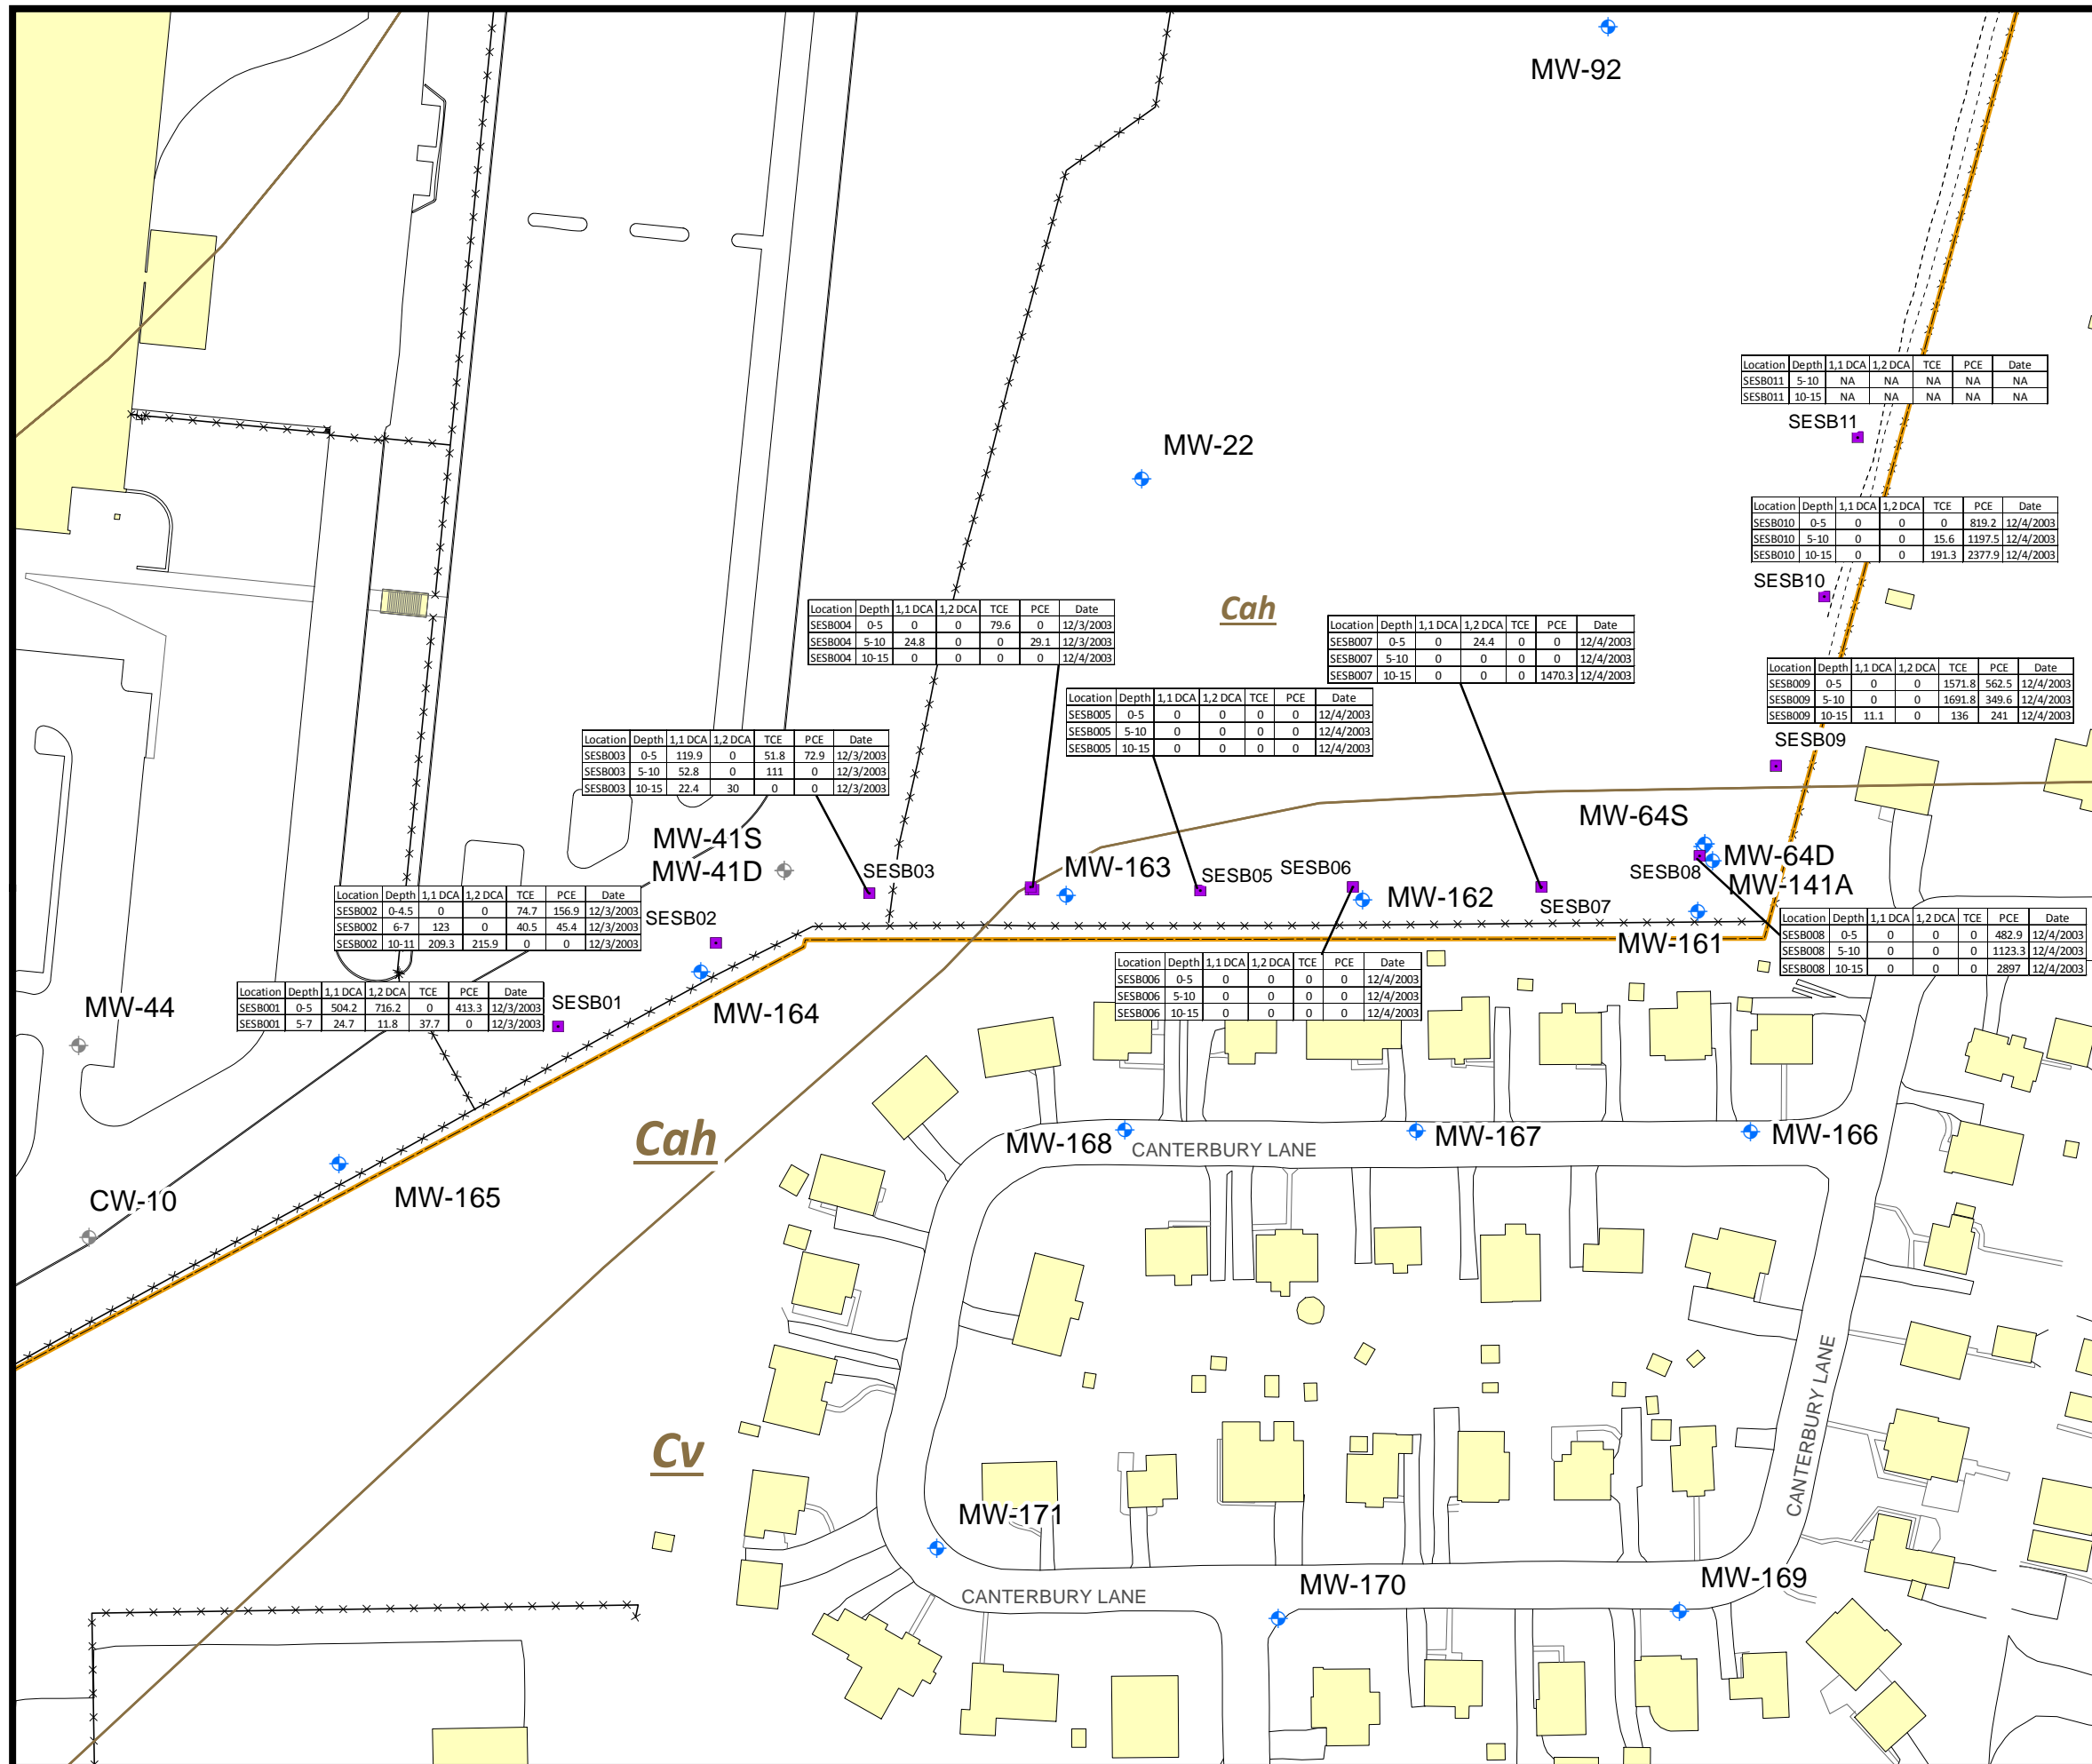 MW-92
Location Depth 1,1 DCA 1,2 DCA TCE PCE Date
SESB011 5-10 NA NA NA NA NA
SESB011 10-15 NA NA NA NA NA
SESB11
MW-22
Location Depth 1,1 DCA 1,2 DCA TCE PCE Date
SESB010 0-5 0 0 0 819.2 12/4/2003
SESB010 5-10 0 0 15.6 1197.5 12/4/2003
SESB010 10-15 0 0 191.3 2377.9 12/4/2003
SESB10
Location Depth 1,1 DCA 1,2 DCA TCE PCE Date
SESB004 0-5 0 0 79.6 0 12/3/2003
SESB004 5-10 24.8 0 0 29.1 12/3/2003
SESB004 10-15 0 0 0 0 12/4/2003
Cah
Location Depth 1,1 DCA 1,2 DCA TCE PCE Date
SESB007 0-5 0 24.4 0 0 12/4/2003
SESB007 5-10 0 0 0 0 12/4/2003
SESB007 10-15 0 0 0 1470.3 12/4/2003
Location Depth 1,1 DCA 1,2 DCA TCE PCE Date
SESB009 0-5 0 0 1571.8 562.5 12/4/2003
SESB009 5-10 0 0 1691.8 349.6 12/4/2003
SESB009 10-15 11.1 0 136 241 12/4/2003
SESB09
Location Depth 1,1 DCA 1,2 DCA TCE PCE Date
SESB005 0-5 0 0 0 0 12/4/2003
SESB005 5-10 0 0 0 0 12/4/2003
SESB005 10-15 0 0 0 0 12/4/2003
Location Depth 1,1 DCA 1,2 DCA TCE PCE Date
SESB003 0-5 119.9 0 51.8 72.9 12/3/2003
SESB003 5-10 52.8 0 111 0 12/3/2003
SESB003 10-15 22.4 30 0 0 12/3/2003
MW-41S
MW-41D
SESB03
MW-163
SESB05
SESB06
MW-162
SESB07
MW-64S
SESB08
MW-64D
MW-141A
MW-161
Location Depth 1,1 DCA 1,2 DCA TCE PCE Date
SESB002 0-4.5 0 0 74.7 156.9 12/3/2003
SESB002 6-7 123 0 40.5 45.4 12/3/2003
SESB002 10-11 209.3 215.9 0 0 12/3/2003
SESB02
Location Depth 1,1 DCA 1,2 DCA TCE PCE Date
SESB008 0-5 0 0 0 482.9 12/4/2003
SESB008 5-10 0 0 0 1123.3 12/4/2003
SESB008 10-15 0 0 0 2897 12/4/2003
Location Depth 1,1 DCA 1,2 DCA TCE PCE Date
SESB006 0-5 0 0 0 0 12/4/2003
SESB006 5-10 0 0 0 0 12/4/2003
SESB006 10-15 0 0 0 0 12/4/2003
Location Depth 1,1 DCA 1,2 DCA TCE PCE Date
SESB001 0-5 504.2 716.2 0 413.3 12/3/2003
SESB001 5-7 24.7 11.8 37.7 0 12/3/2003
SESB01
MW-44
MW-164
Cah
MW-168
CANTERBURY LANE
MW-167
MW-166
CW-10
MW-165
CANTERBURY LANE
Cv
MW-171
CANTERBURY LANE
MW-170
MW-169